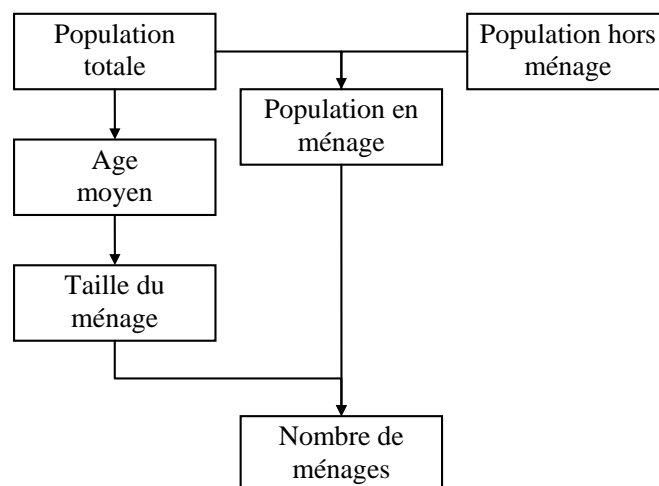 Population
totale
Population hors
ménage
Population en
ménage
Age
moyen
Taille du
ménage
Nombre de
ménages